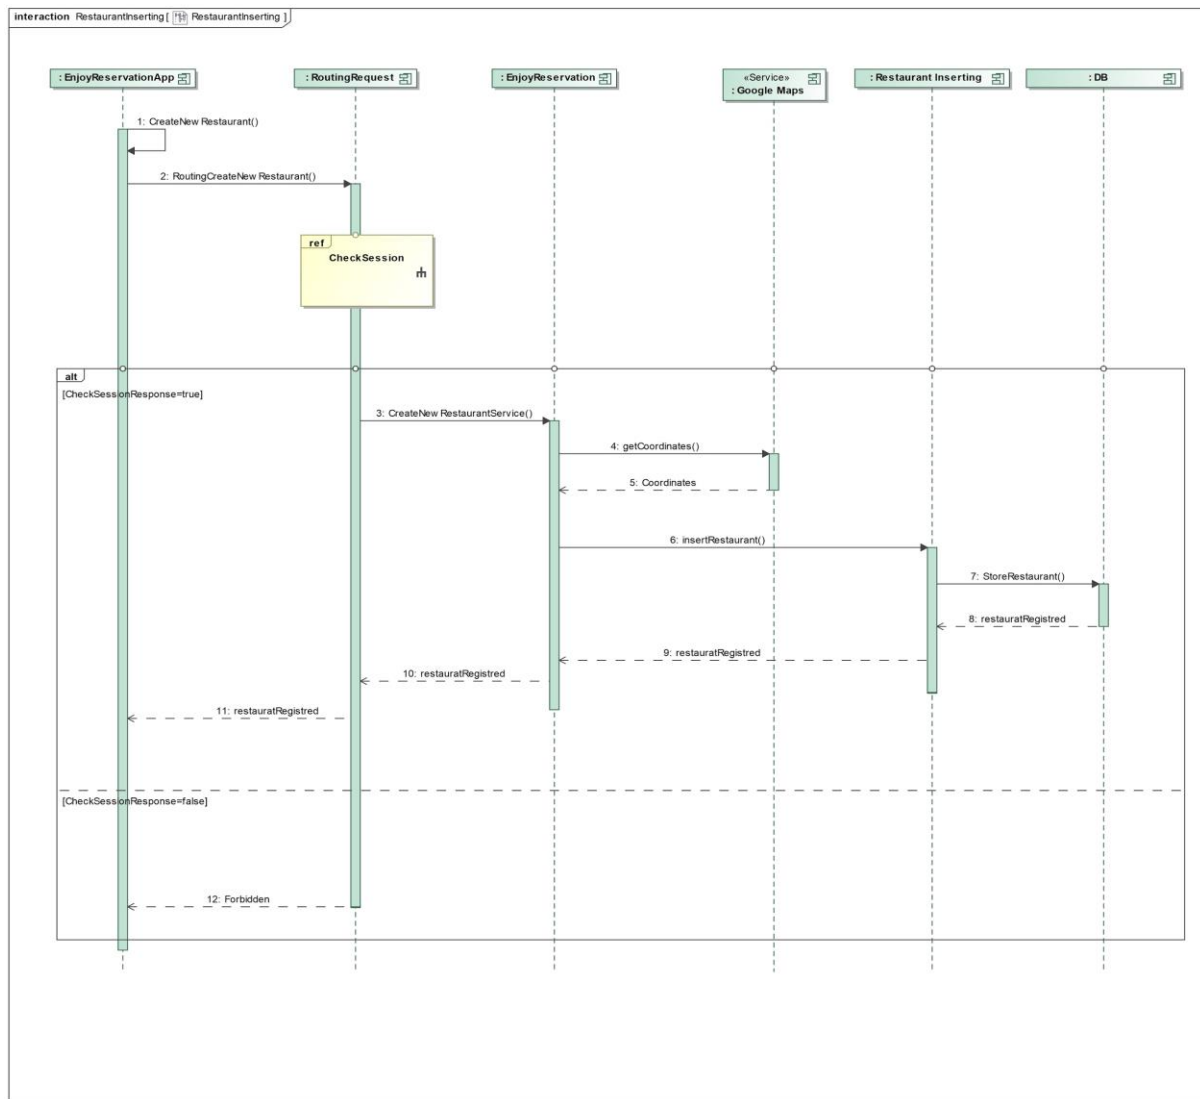 interaction RestaurantInserting [ RestaurantInserting ]
: EnjoyReservationApp
: RoutingRequest
: EnjoyReservation
«Service»
: Google Maps
: Restaurant Inserting
: DB
1: CreateNew Restaurant()
2: RoutingCreateNew Restaurant()
ref
CheckSession
alt
[CheckSessionResponse=true]
3: CreateNew RestaurantService()
4: getCoordinates()
5: Coordinates
6: insertRestaurant()
7: StoreRestaurant()
8: restauratRegistred
9: restauratRegistred
10: restauratRegistred
11: restauratRegistred
[CheckSessionResponse=false]
12: Forbidden